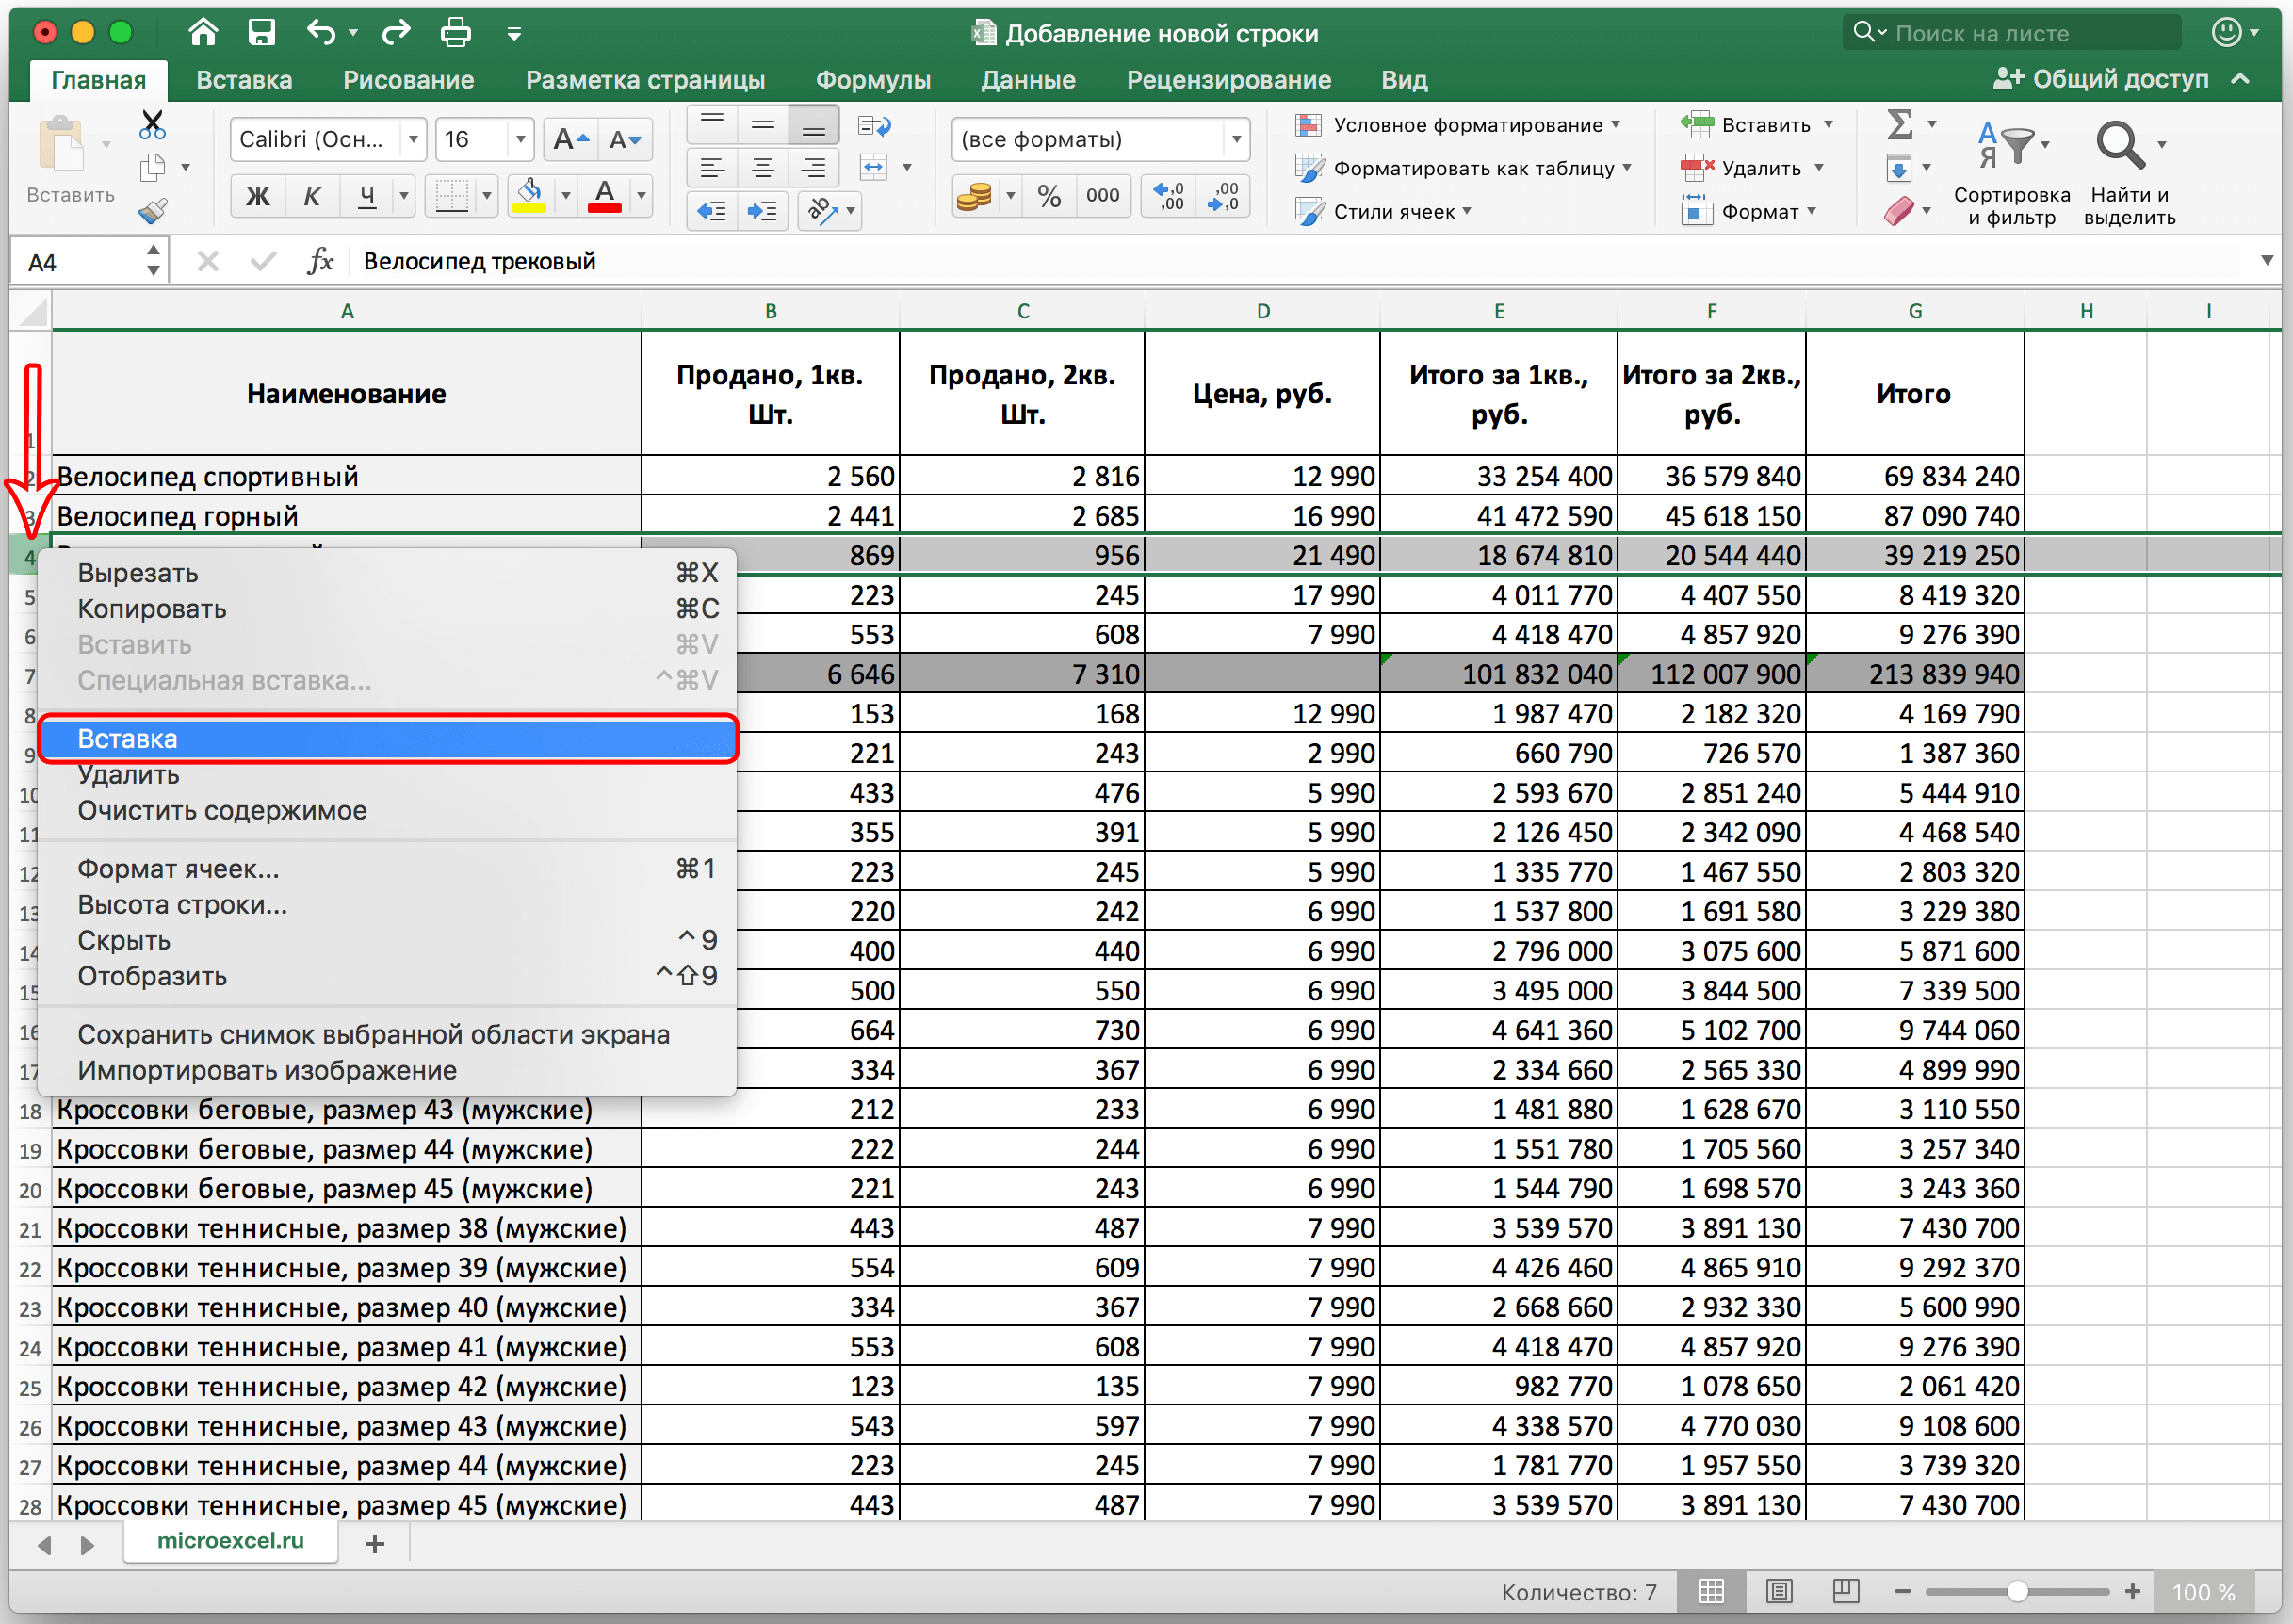 Добавление новой строки
Поиск на листе
Главная Вставка Рисование Разметка страницы Формулы Данные Рецензирование Вид Общий доступ
Вставить
Calibri (Осн... 16 A A
Ж К Ч А
ab
(все форматы)
% 000 ,0 ,00 ,00 ,0
Условное форматирование
Форматировать как таблицу
Стили ячеек
Вставить
Удалить
Формат
Σ
А Я
Сортировка и фильтр
Найти и выделить
A4 fx Велосипед трековый
A B C D E F G H I
1 Наименование Продано, 1кв. Шт. Продано, 2кв. Шт. Цена, руб. Итого за 1кв., руб. Итого за 2кв., руб. Итого
2 Велосипед спортивный 2 560 2 816 12 990 33 254 400 36 579 840 69 834 240
3 Велосипед горный 2 441 2 685 16 990 41 472 590 45 618 150 87 090 740
4 869 956 21 490 18 674 810 20 544 440 39 219 250
5 223 245 17 990 4 011 770 4 407 550 8 419 320
6 553 608 7 990 4 418 470 4 857 920 9 276 390
7 6 646 7 310 101 832 040 112 007 900 213 839 940
8 153 168 12 990 1 987 470 2 182 320 4 169 790
9 221 243 2 990 660 790 726 570 1 387 360
10 433 476 5 990 2 593 670 2 851 240 5 444 910
11 355 391 5 990 2 126 450 2 342 090 4 468 540
12 223 245 5 990 1 335 770 1 467 550 2 803 320
13 220 242 6 990 1 537 800 1 691 580 3 229 380
14 400 440 6 990 2 796 000 3 075 600 5 871 600
15 500 550 6 990 3 495 000 3 844 500 7 339 500
16 664 730 6 990 4 641 360 5 102 700 9 744 060
17 334 367 6 990 2 334 660 2 565 330 4 899 990
Вырезать ⌘X
Копировать ⌘C
Вставить ⌘V
Специальная вставка... ^⌘V
Вставка
Удалить
Очистить содержимое
Формат ячеек... ⌘1
Высота строки...
Скрыть ^9
Отобразить ^⇧9
Сохранить снимок выбранной области экрана
Импортировать изображение
18 Кроссовки беговые, размер 43 (мужские) 212 233 6 990 1 481 880 1 628 670 3 110 550
19 Кроссовки беговые, размер 44 (мужские) 222 244 6 990 1 551 780 1 705 560 3 257 340
20 Кроссовки беговые, размер 45 (мужские) 221 243 6 990 1 544 790 1 698 570 3 243 360
21 Кроссовки теннисные, размер 38 (мужские) 443 487 7 990 3 539 570 3 891 130 7 430 700
22 Кроссовки теннисные, размер 39 (мужские) 554 609 7 990 4 426 460 4 865 910 9 292 370
23 Кроссовки теннисные, размер 40 (мужские) 334 367 7 990 2 668 660 2 932 330 5 600 990
24 Кроссовки теннисные, размер 41 (мужские) 553 608 7 990 4 418 470 4 857 920 9 276 390
25 Кроссовки теннисные, размер 42 (мужские) 123 135 7 990 982 770 1 078 650 2 061 420
26 Кроссовки теннисные, размер 43 (мужские) 543 597 7 990 4 338 570 4 770 030 9 108 600
27 Кроссовки теннисные, размер 44 (мужские) 223 245 7 990 1 781 770 1 957 550 3 739 320
28 Кроссовки теннисные, размер 45 (мужские) 443 487 7 990 3 539 570 3 891 130 7 430 700
microexcel.ru +
Количество: 7 100 %